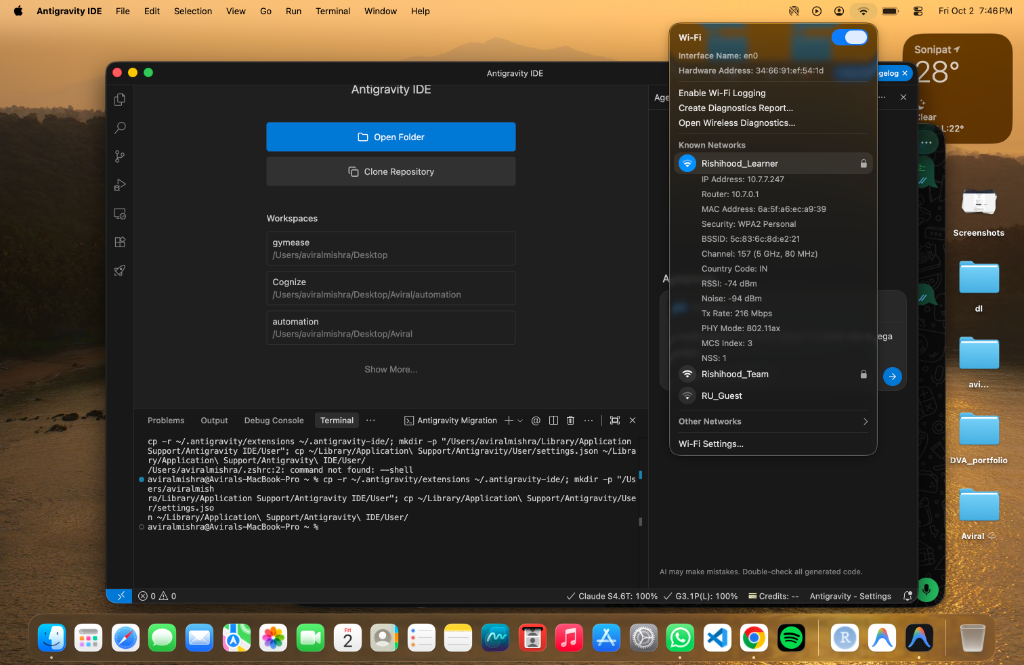 Antigravity IDE File Edit Selection View Go Run Terminal Window Help
Fri Oct 2 7:46 PM
Antigravity IDE
Antigravity IDE
Open Folder
Clone Repository
Workspaces
gymease
/Users/aviralmishra/Desktop
Cognize
/Users/aviralmishra/Desktop/Aviral/automation
automation
/Users/aviralmishra/Desktop/Aviral
Show More...
Problems Output Debug Console Terminal ... Antigravity Migration
cp -r ~/.antigravity/extensions ~/.antigravity-ide/; mkdir -p "/Users/aviralmishra/Library/Application
Support/Antigravity IDE/User"; cp ~/Library/Application\ Support/Antigravity/User/settings.json ~/Libra
ry/Application\ Support/Antigravity\ IDE/User/
/Users/aviralmishra/.zshrc:2: command not found: --shell
aviralmishra@Avirals-MacBook-Pro ~ % cp -r ~/.antigravity/extensions ~/.antigravity-ide/; mkdir -p "/Us
ers/aviralmish
ra/Library/Application Support/Antigravity IDE/User"; cp ~/Library/Application\ Support/Antigravity/Use
r/settings.jso
n ~/Library/Application\ Support/Antigravity\ IDE/User/
aviralmishra@Avirals-MacBook-Pro ~ %
AI may make mistakes. Double-check all generated code.
0 0
Claude S4.6T: 100% G3.1P(L): 100% Credits: -- Antigravity - Settings
Wi-Fi
Interface Name: en0
Hardware Address: 34:66:91:ef:54:1d
Enable Wi-Fi Logging
Create Diagnostics Report...
Open Wireless Diagnostics...
Known Networks
Rishihood_Learner
IP Address: 10.7.7.247
Router: 10.7.0.1
MAC Address: 6a:5f:a6:ec:a9:39
Security: WPA2 Personal
BSSID: 5c:83:6c:8d:e2:21
Channel: 157 (5 GHz, 80 MHz)
Country Code: IN
RSSI: -74 dBm
Noise: -94 dBm
Tx Rate: 216 Mbps
PHY Mode: 802.11ax
MCS Index: 3
NSS: 1
Rishihood_Team
RU_Guest
Other Networks
Wi-Fi Settings...
Sonipat
28°
Clear
L:22°
Screenshots
dl
avi...
DVA_portfolio
Aviral
FRI
2